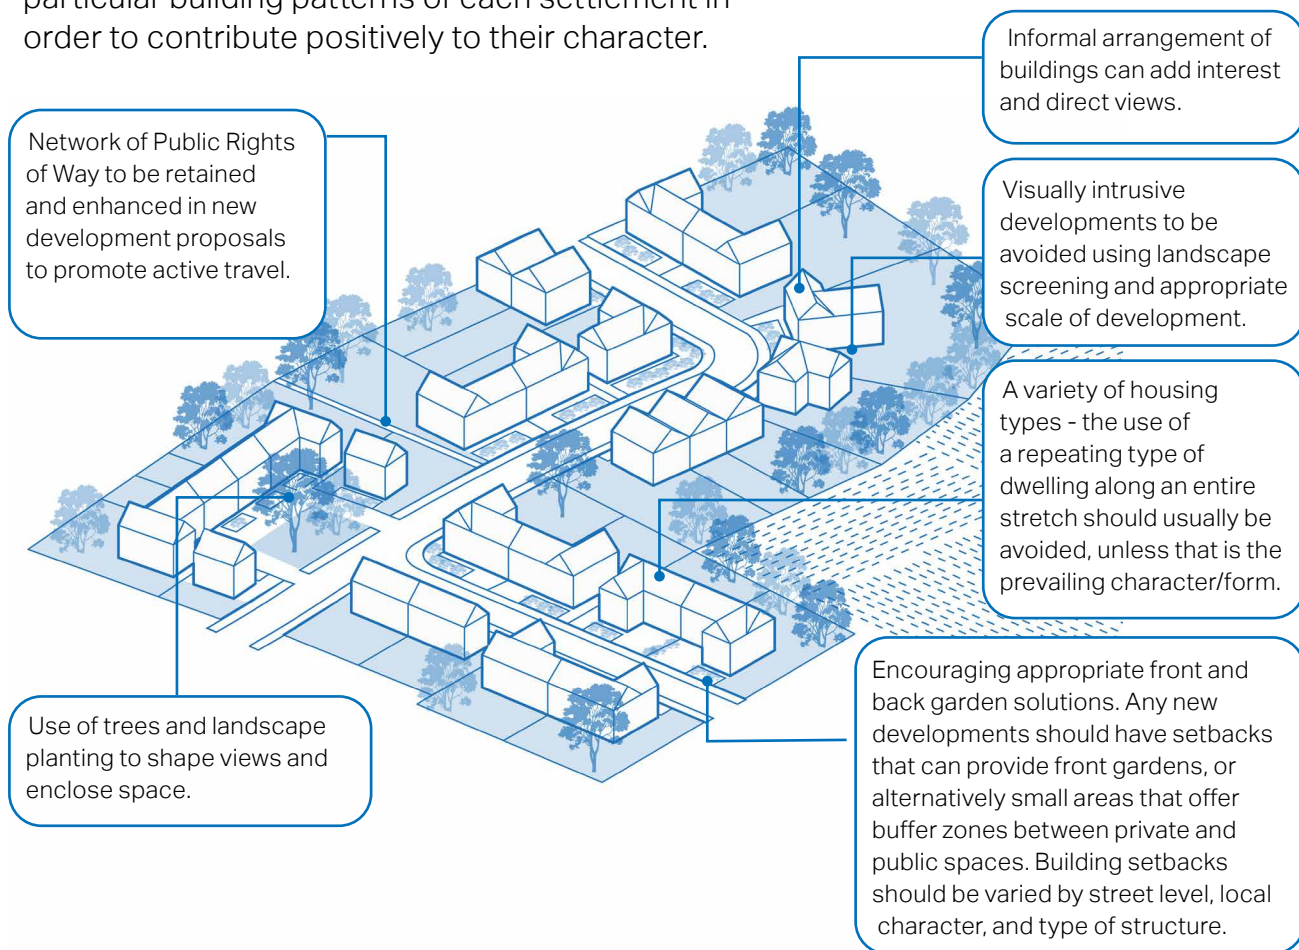 particular building patterns of each settlement in
order to contribute positively to their character.
Informal arrangement of
buildings can add interest
and direct views.
Network of Public Rights
of Way to be retained
and enhanced in new
development proposals
to promote active travel.
Visually intrusive
developments to be
avoided using landscape
screening and appropriate
scale of development.
A variety of housing
types - the use of
a repeating type of
dwelling along an entire
stretch should usually be
avoided, unless that is the
prevailing character/form.
Use of trees and landscape
planting to shape views and
enclose space.
Encouraging appropriate front and
back garden solutions. Any new
developments should have setbacks
that can provide front gardens, or
alternatively small areas that offer
buffer zones between private and
public spaces. Building setbacks
should be varied by street level, local
character, and type of structure.